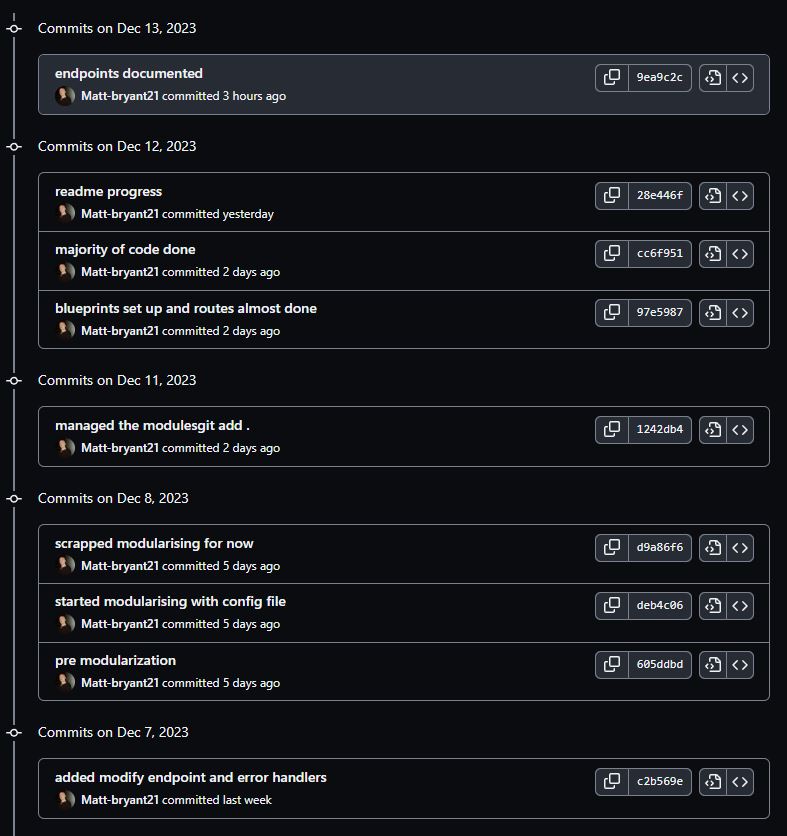 Commits on Dec 13, 2023
endpoints documented
9ea9c2c
Matt-bryant21 committed 3 hours ago
Commits on Dec 12, 2023
readme progress
28e446f
Matt-bryant21 committed yesterday
majority of code done
cc6f951
Matt-bryant21 committed 2 days ago
blueprints set up and routes almost done
97e5987
Matt-bryant21 committed 2 days ago
Commits on Dec 11, 2023
managed the modulesgit add .
1242db4
Matt-bryant21 committed 2 days ago
Commits on Dec 8, 2023
scrapped modularising for now
d9a86f6
Matt-bryant21 committed 5 days ago
started modularising with config file
deb4c06
Matt-bryant21 committed 5 days ago
pre modularization
605ddbd
Matt-bryant21 committed 5 days ago
Commits on Dec 7, 2023
added modify endpoint and error handlers
c2b569e
Matt-bryant21 committed last week